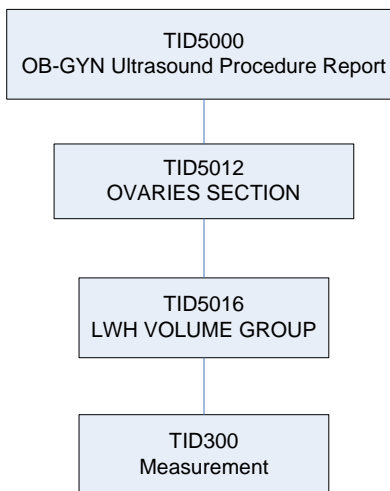 TID5000
OB-GYN Ultrasound Procedure Report
TID5012
OVARIES SECTION
TID5016
LWH VOLUME GROUP
TID300
Measurement